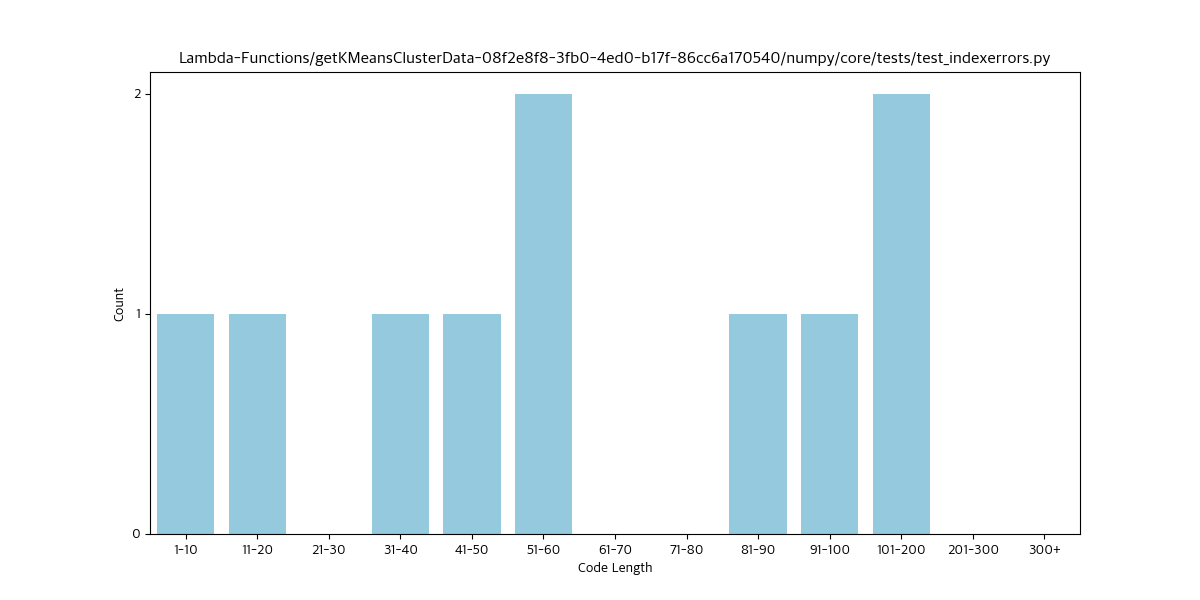 Lambda-Functions/getKMeansClusterData-08f2e8f8-3fb0-4ed0-b17f-86cc6a170540/numpy/core/tests/test_indexerrors.py
2
1
0
Count
1-10 11-20 21-30 31-40 41-50 51-60 61-70 71-80 81-90 91-100 101-200 201-300 300+
Code Length